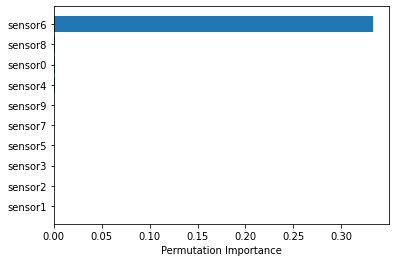 sensor6
sensor8
sensor0
sensor4
sensor9
sensor7
sensor5
sensor3
sensor2
sensor1
0.00 0.05 0.10 0.15 0.20 0.25 0.30
Permutation Importance